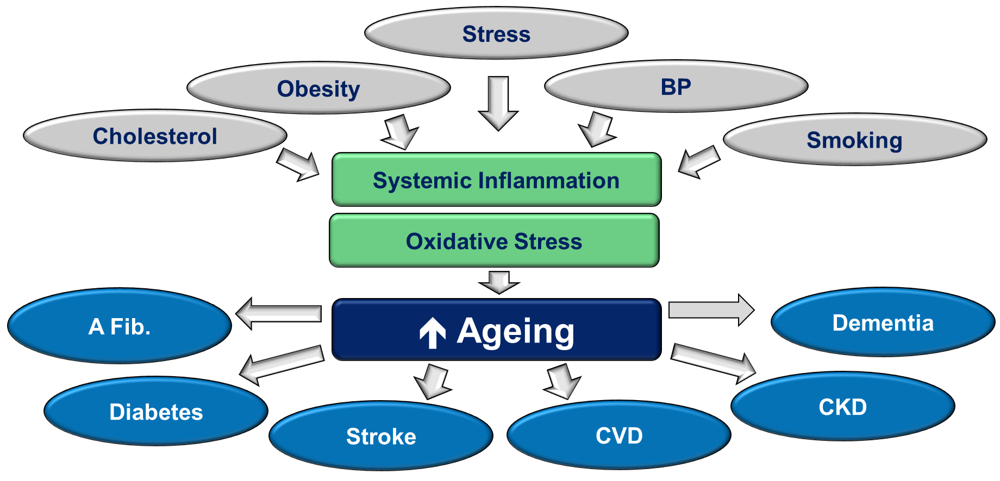 Stress
Obesity
BP
Cholesterol
Smoking
Systemic Inflammation
Oxidative Stress
Ageing
A Fib.
Dementia
Diabetes
CKD
Stroke
CVD